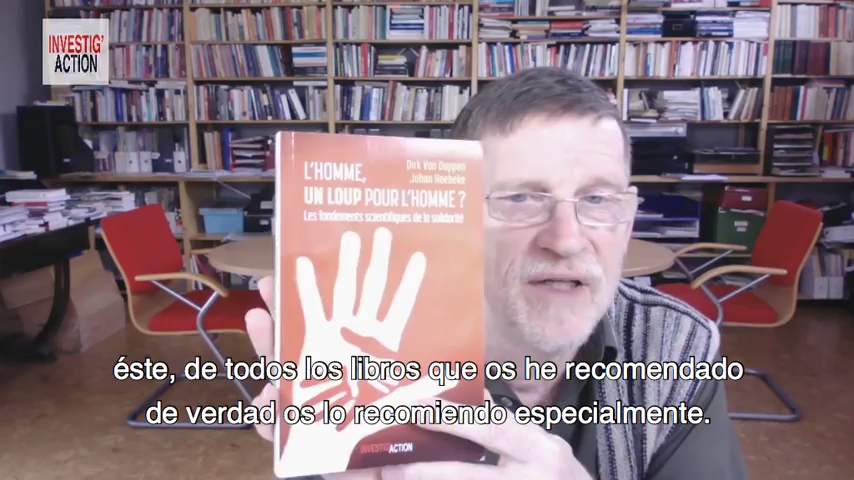 INVESTIG'
ACTION
Dirk Van Duppen
Johan Hoebeke
L'HOMME,
UN LOUP POUR L'HOMME ?
Les fondements scientifiques de la solidarité
INVESTIG'ACTION
éste, de todos los libros que os he recomendado
de verdad os lo recomiendo especialmente.